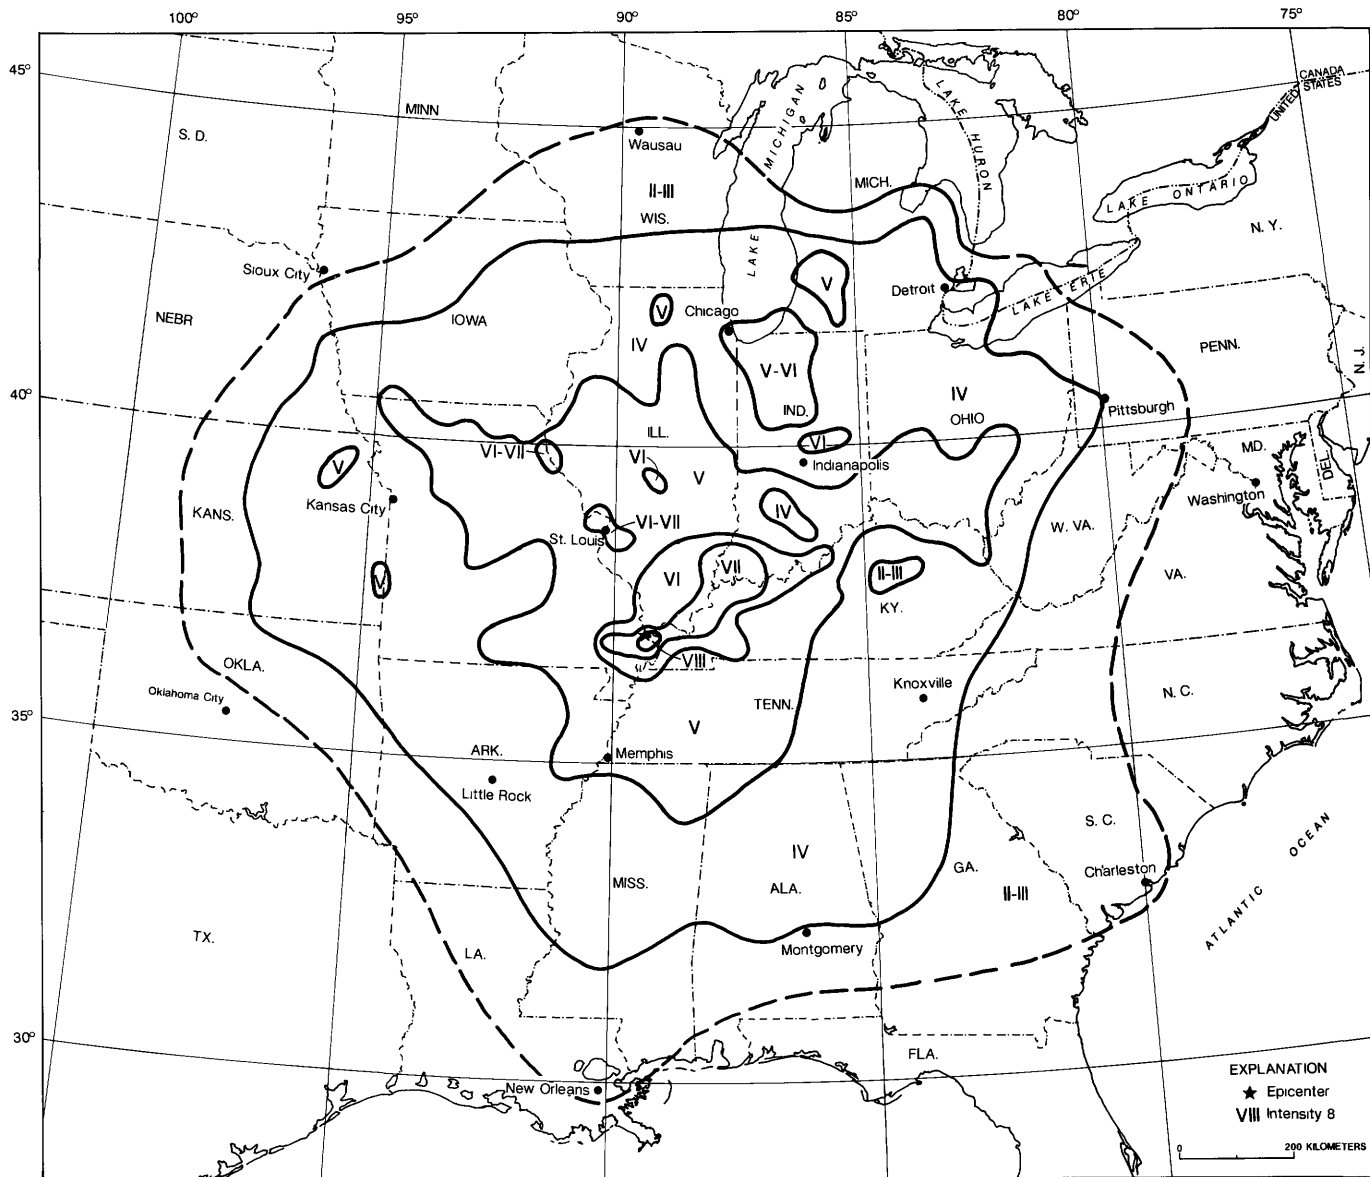 100° 95° 90° 85° 80° 75°
45°
CANADA
UNITED STATES
MINN
S. D.
Wausau
MICHIGAN
LAKE HURON
MICH.
II-III
WIS.
LAKE ONTARIO
N. Y.
LAKE
Sioux City
V
Detroit
LAKE ERIE
NEBR
IOWA
V
Chicago
IV
PENN.
N. J.
V-VI
IV
40°
IND.
OHIO
Pittsburgh
ILL.
VI
MD.
VI-VII
VI
Indianapolis
DEL.
V
V
Washington
Kansas City
KANS.
IV
VI-VII
W. VA.
St. Louis
VII
VI
II-III
VA.
V
KY.
VIII
OKLA.
Knoxville
N. C.
Oklahoma City
TENN.
35°
V
ARK.
Memphis
Little Rock
S. C.
OCEAN
IV
GA.
Charleston
MISS.
ALA.
II-III
ATLANTIC
TX.
LA.
Montgomery
30°
FLA.
EXPLANATION
New Orleans
Epicenter
VIII Intensity 8
0 200 KILOMETERS